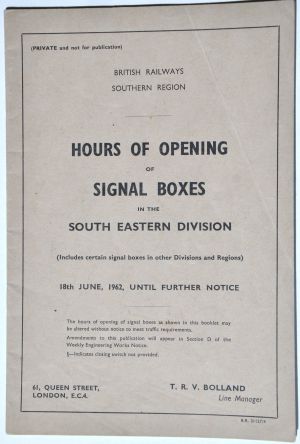 (PRIVATE and not for publication)
BRITISH RAILWAYS
SOUTHERN REGION
HOURS OF OPENING
OF
SIGNAL BOXES
IN THE
SOUTH EASTERN DIVISION
(Includes certain signal boxes in other Divisions and Regions)
18th JUNE, 1962, UNTIL FURTHER NOTICE
The hours of opening of signal boxes as shown in this booklet may
be altered without notice to meet traffic requirements.
Amendments to this publication will appear in Section D of the
Weekly Engineering Works Notice.
§—Indicates closing switch not provided.
61, QUEEN STREET,
LONDON, E.C.4.
T. R. V. BOLLAND
Line Manager
B.R.